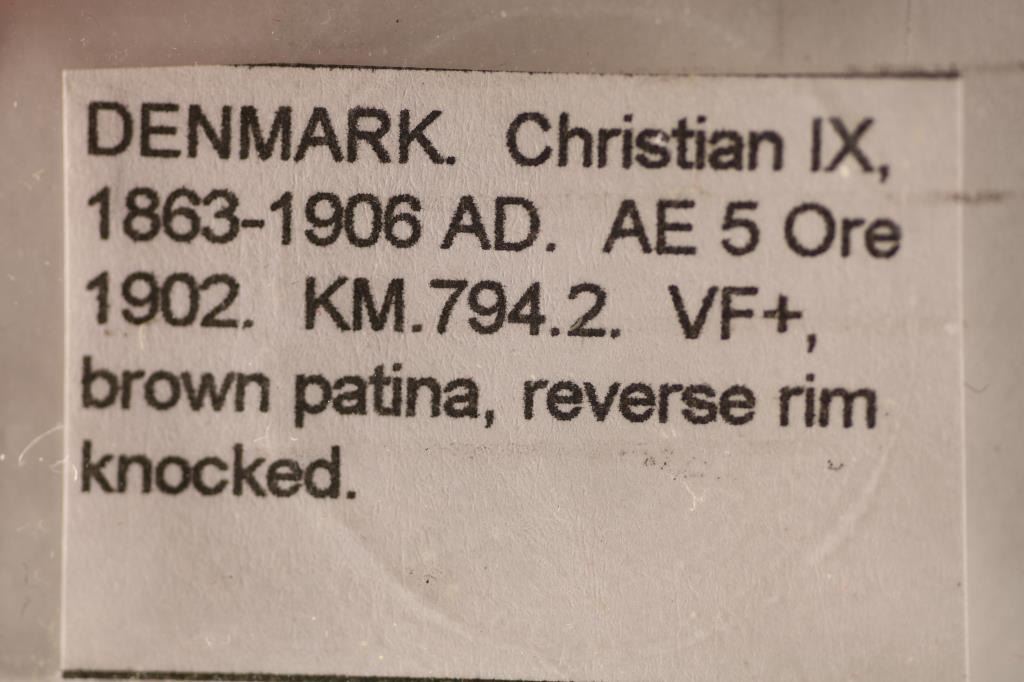 DENMARK. Christian IX,
1863-1906 AD. AE 5 Ore
1902. KM.794.2. VF+,
brown patina, reverse rim
knocked.